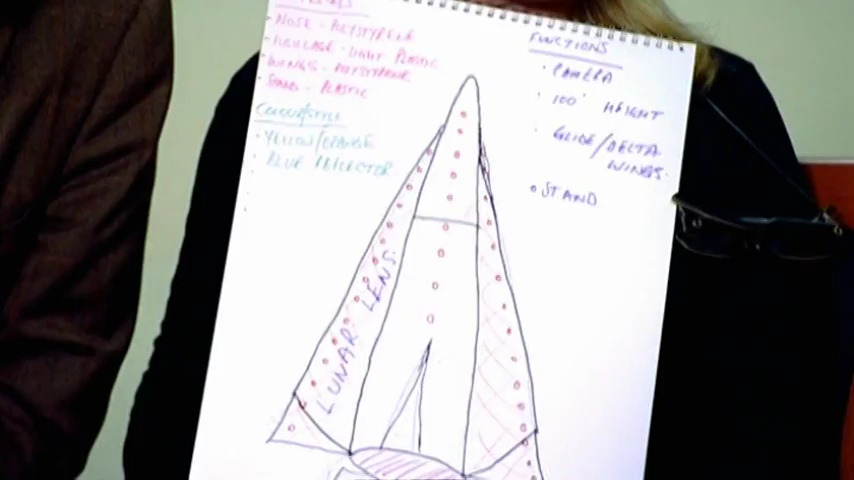 NOSE - POLYSTYRENE
FUSELAGE - LIGHT PLASTIC
WINGS - POLYSTYRENE
STAND - PLASTIC
COLOUR/STYLE
YELLOW/ORANGE
BLUE REFLECTOR
FUNCTIONS
CAMERA
100' HEIGHT
GLIDE/DELTA
WINGS.
STAND
LUNAR LENS.